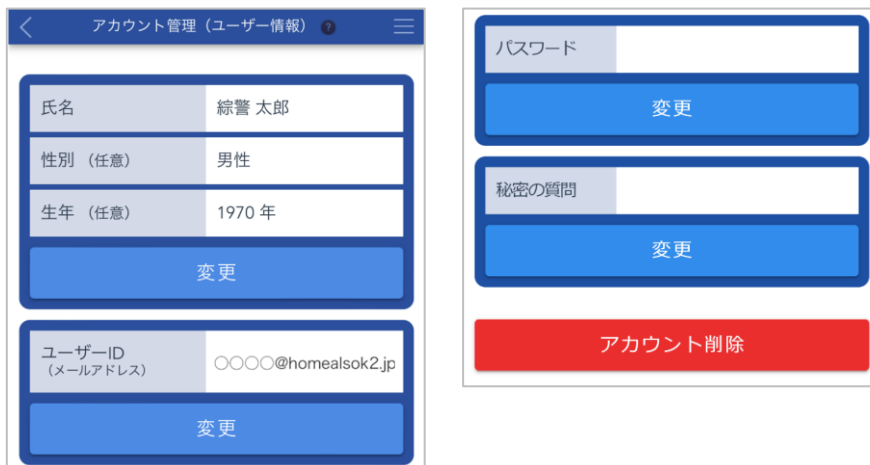 アカウント管理（ユーザー情報） ?
氏名 綜警 太郎
性別 （任意） 男性
生年 （任意） 1970 年
変更
ユーザーID
（メールアドレス）
○○○○@homealsok2.jp
変更
パスワード
変更
秘密の質問
変更
アカウント削除